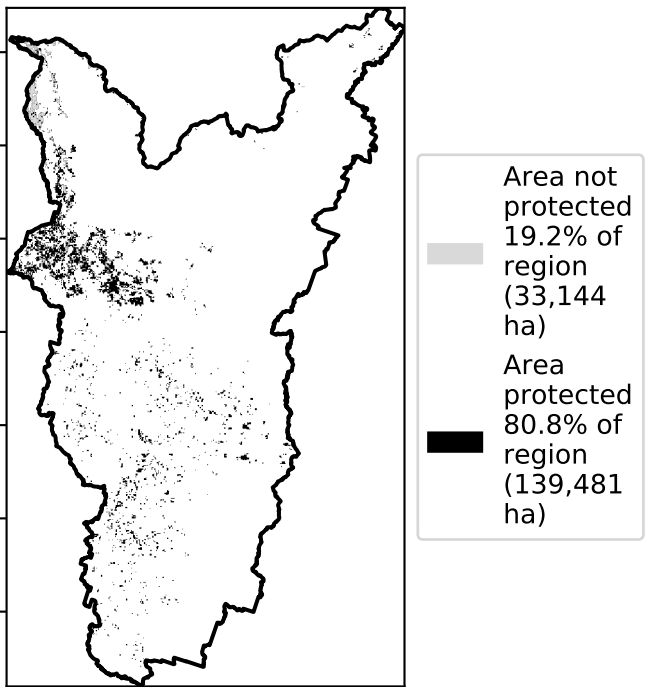 Area not
protected
19.2% of
region
(33,144
ha)
Area
protected
80.8% of
region
(139,481
ha)